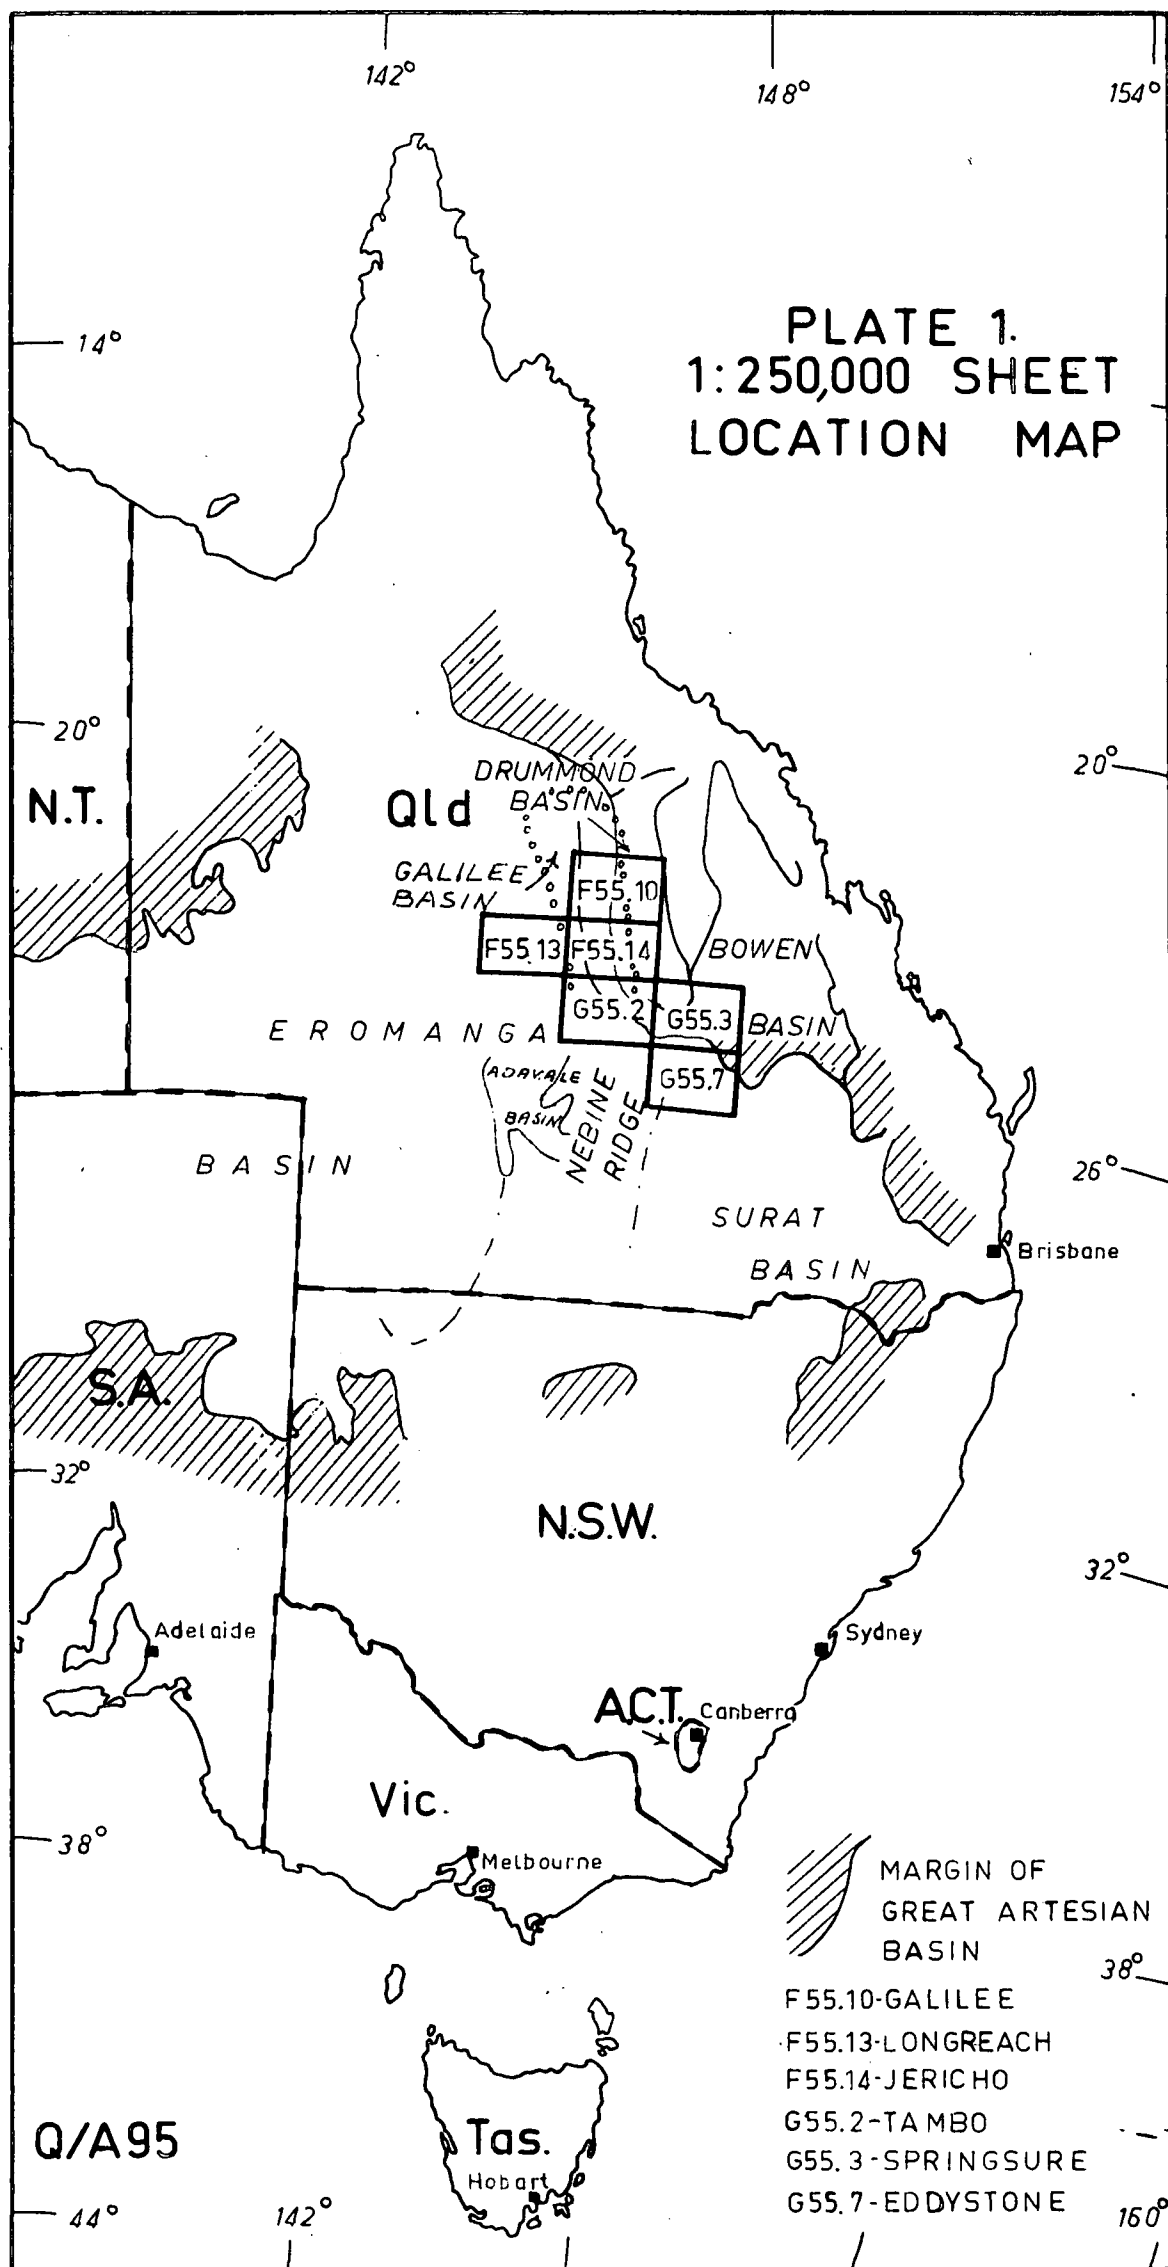 142°
148°
154°
14°
PLATE 1.
1:250,000 SHEET
LOCATION MAP
20°
20°
N.T.
Qld
DRUMMOND
BASIN
GALILEE
BASIN
F55.10
F55.13
F55.14
BOWEN
G55.2
G55.3
BASIN
EROMANGA
ADAVALE
BASIN
G55.7
NEBINE
RIDGE
BASIN
26°
SURAT
BASIN
Brisbane
S.A.
32°
N.S.W.
32°
Adelaide
Sydney
A.C.T.
Canberra
Vic.
38°
Melbourne
MARGIN OF
GREAT ARTESIAN
BASIN
38°
F55.10-GALILEE
F55.13-LONGREACH
F55.14-JERICHO
G55.2-TAMBO
G55.3-SPRINGSURE
G55.7-EDDYSTONE
Q/A95
Tas.
Hobart
44°
142°
160°